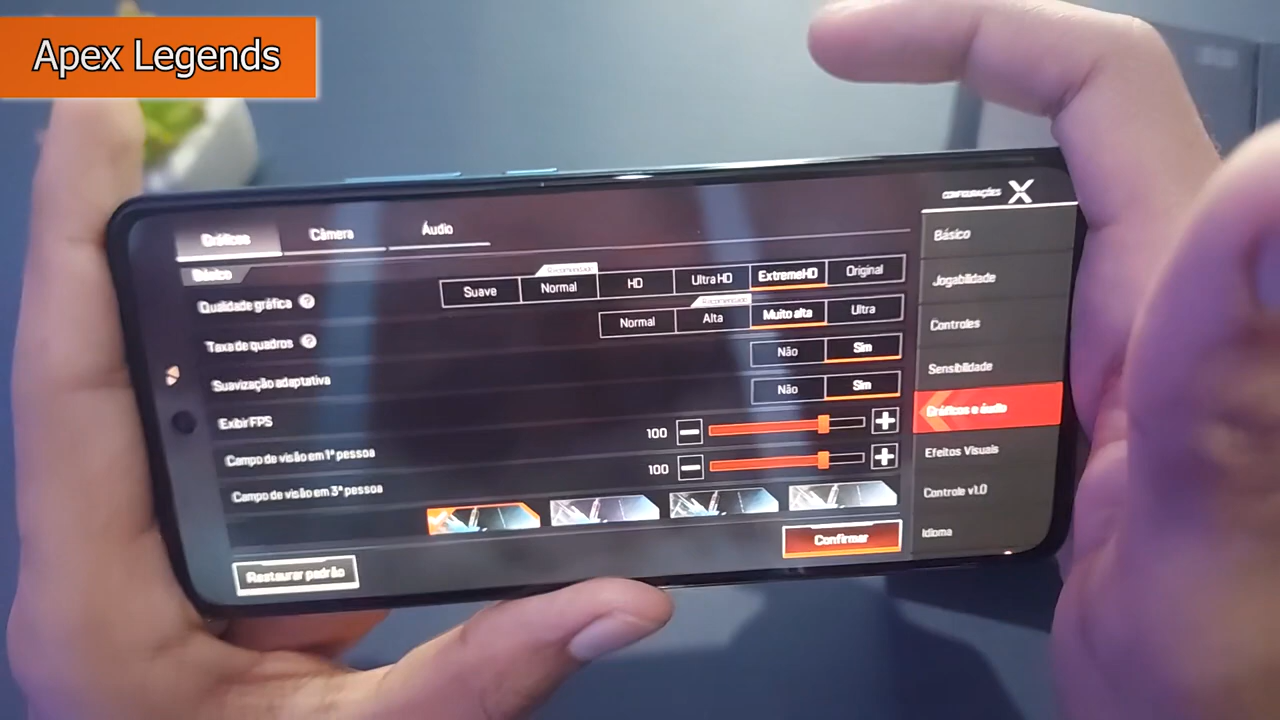 Apex Legends
CONFIGURAÇÕES
Gráficos
Câmera
Áudio
Básico
Recomendado
Qualidade gráfica ?
Suave
Normal
HD
Ultra HD
ExtremeHD
Original
Recomendado
Taxa de quadros ?
Normal
Alta
Muito alta
Ultra
Suavização adaptativa
Não
Sim
Exibir FPS
Não
Sim
Campo de visão em 1ª pessoa
100
Campo de visão em 3ª pessoa
100
Restaurar padrão
Confirmar
Básico
Jogabilidade
Controles
Sensibilidade
Gráficos e áudio
Efeitos Visuais
Controle v1.0
Idioma